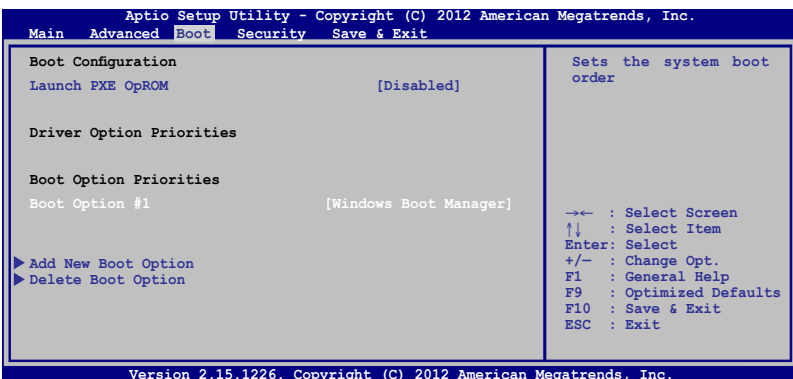 Aptio Setup Utility - Copyright (C) 2012 American Megatrends, Inc.
Main Advanced Boot Security Save & Exit
Boot Configuration
Launch PXE OpROM [Disabled]
Driver Option Priorities
Boot Option Priorities
Boot Option #1 [Windows Boot Manager]
Add New Boot Option
Delete Boot Option
Sets the system boot
order
→← : Select Screen
↑↓ : Select Item
Enter: Select
+/— : Change Opt.
F1 : General Help
F9 : Optimized Defaults
F10 : Save & Exit
ESC : Exit
Version 2.15.1226. Copyright (C) 2012 American Megatrends, Inc.